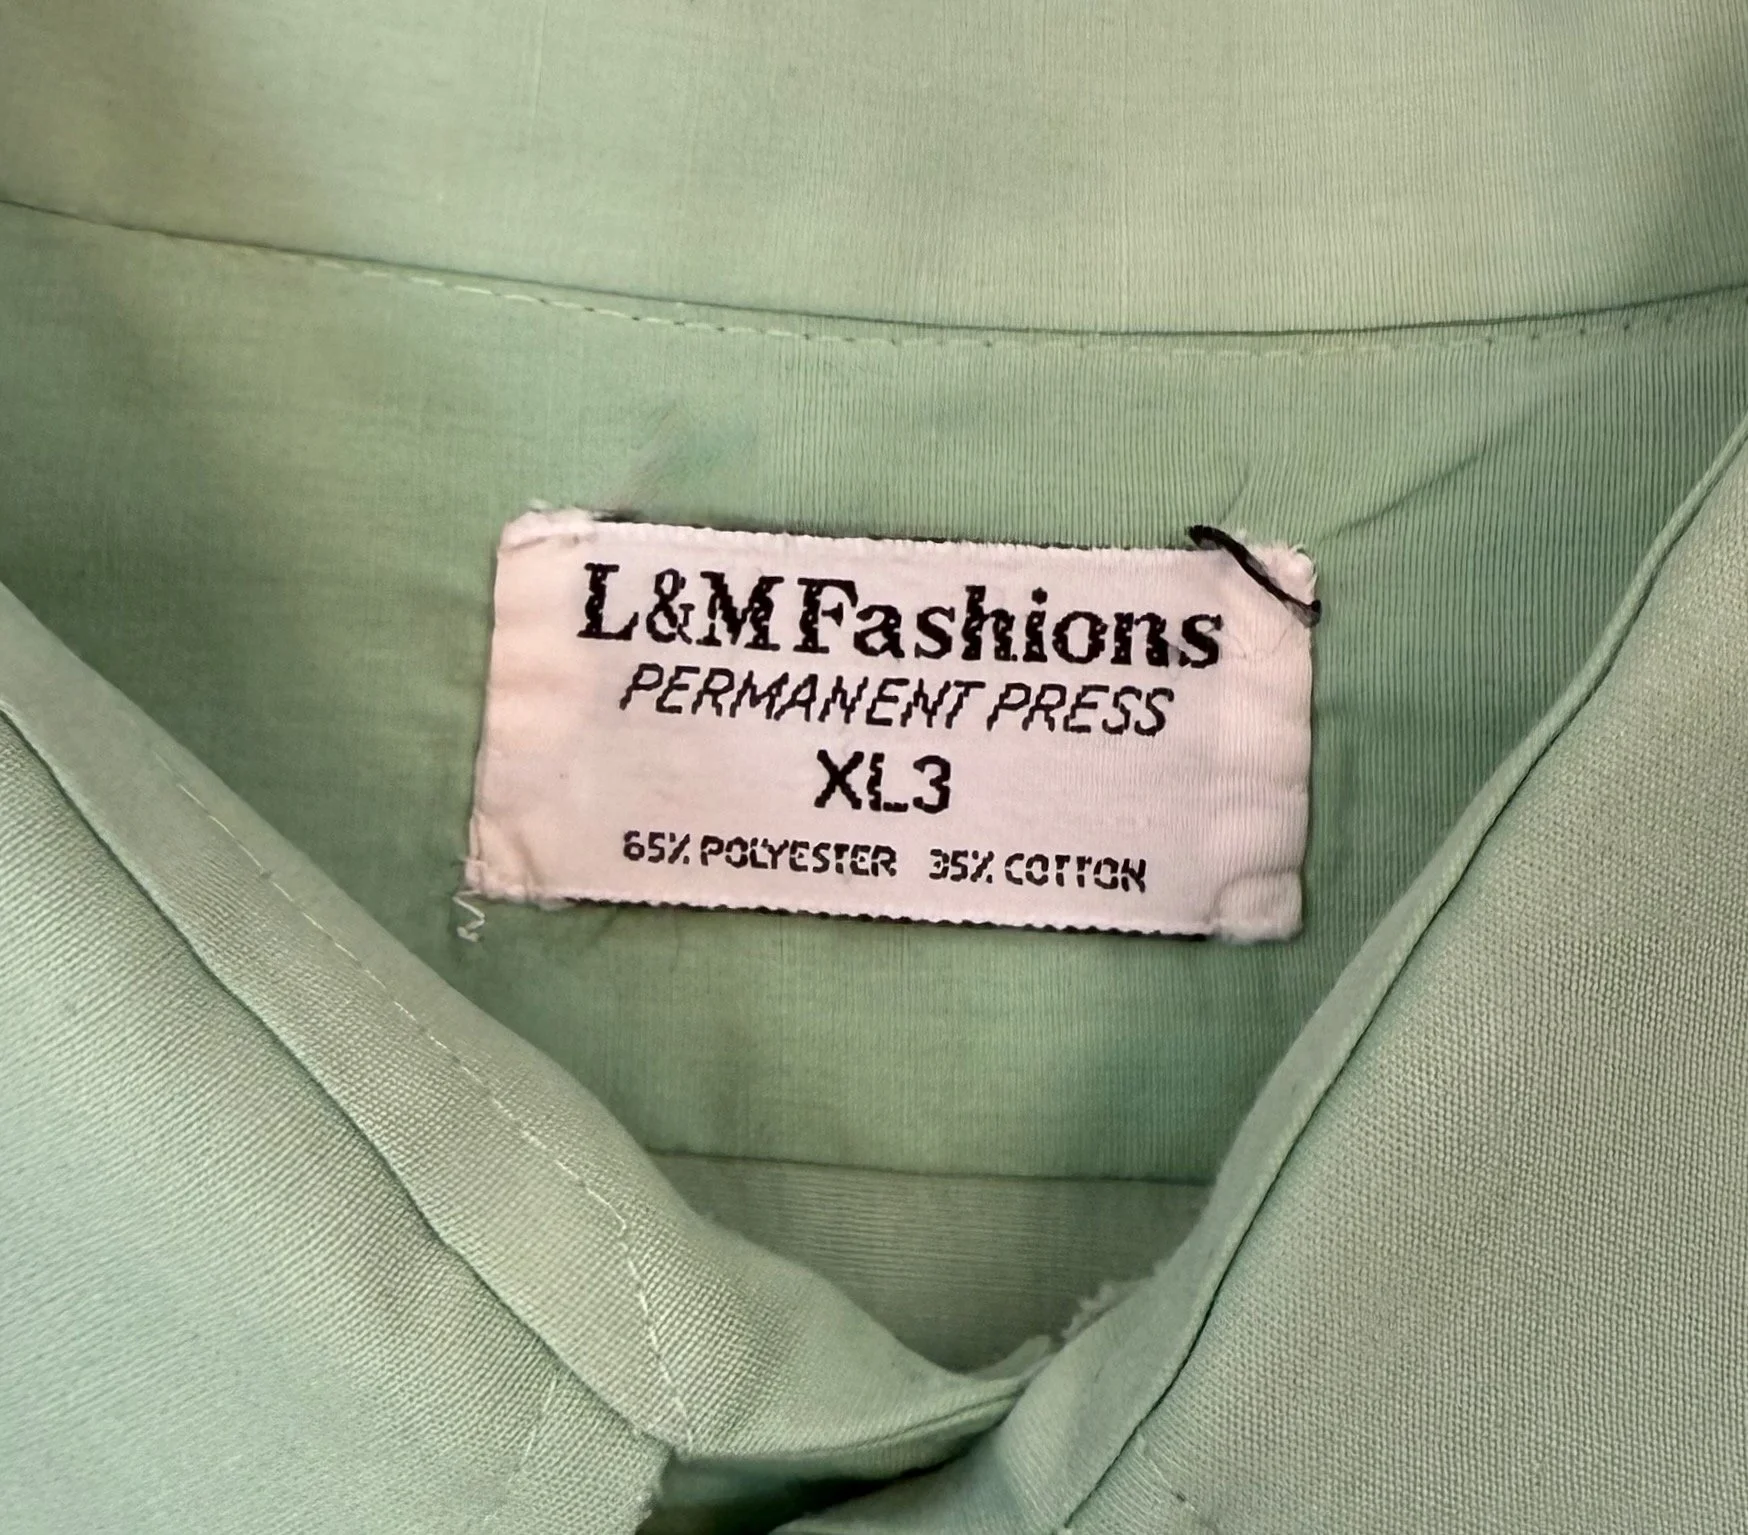 L&M Fashions
PERMANENT PRESS
XL3
65% POLYESTER 35% COTTON